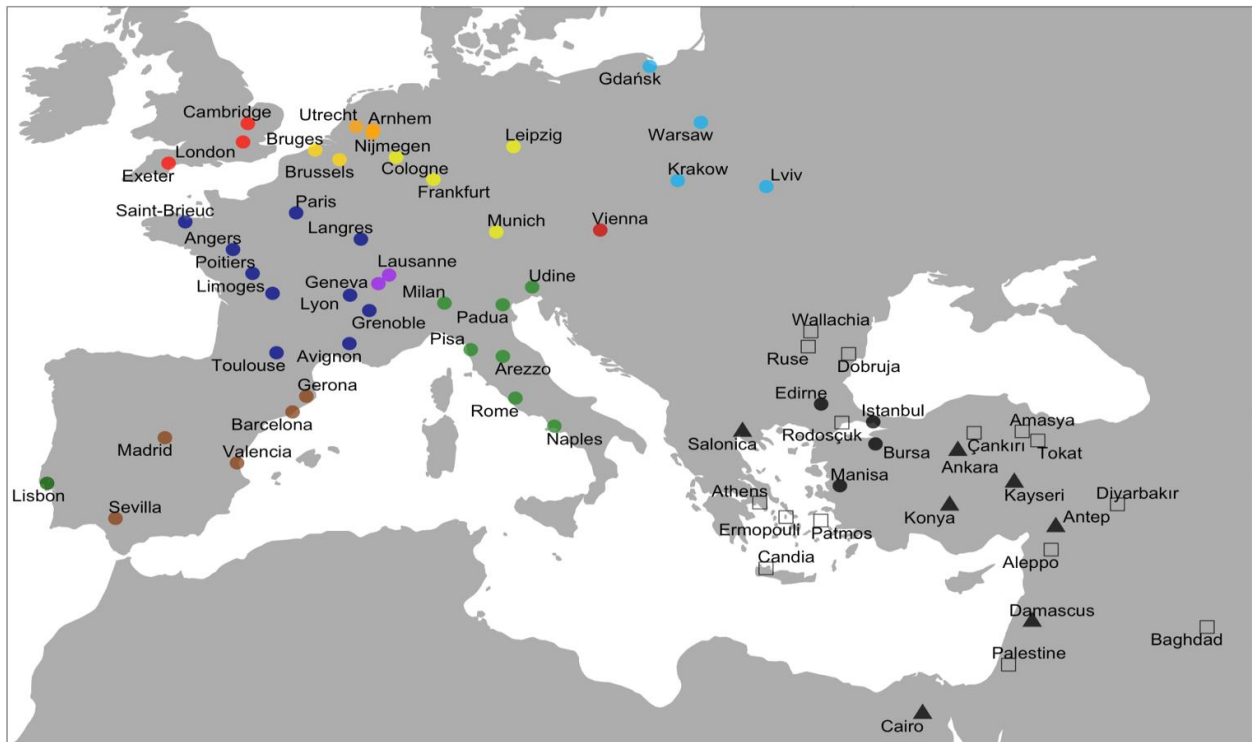 Gdańsk
Cambridge
Utrecht
Arnhem
London
Bruges
Nijmegen
Leipzig
Warsaw
Exeter
Brussels
Cologne
Krakow
Lviv
Frankfurt
Saint-Brieuc
Paris
Langres
Munich
Vienna
Angers
Poitiers
Lausanne
Limoges
Geneva
Udine
Lyon
Milan
Padua
Grenoble
Wallachia
Pisa
Ruse
Toulouse
Avignon
Arezzo
Dobruja
Gerona
Edirne
Rome
Istanbul
Barcelona
Amasya
Madrid
Naples
Salonica
Rodosçuk
Çankırı
Valencia
Bursa
Tokat
Ankara
Manisa
Lisbon
Athens
Kayseri
Diyarbakır
Sevilla
Konya
Antep
Ermopouli
Patmos
Candia
Aleppo
Damascus
Baghdad
Palestine
Cairo